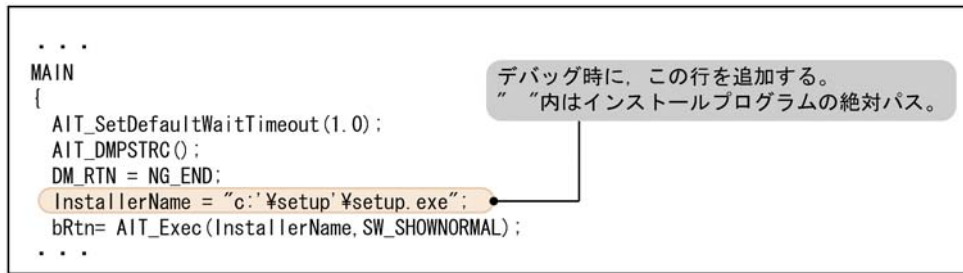 ・・・
MAIN
{
デバッグ時に，この行を追加する。
" "内はインストールプログラムの絶対パス。
AIT_SetDefaultWaitTimeout(1.0);
AIT_DMPSTRC();
DM_RTN = NG_END;
InstallerName = "c:'¥setup'¥setup.exe";
bRtn= AIT_Exec(InstallerName,SW_SHOWNORMAL);
・・・